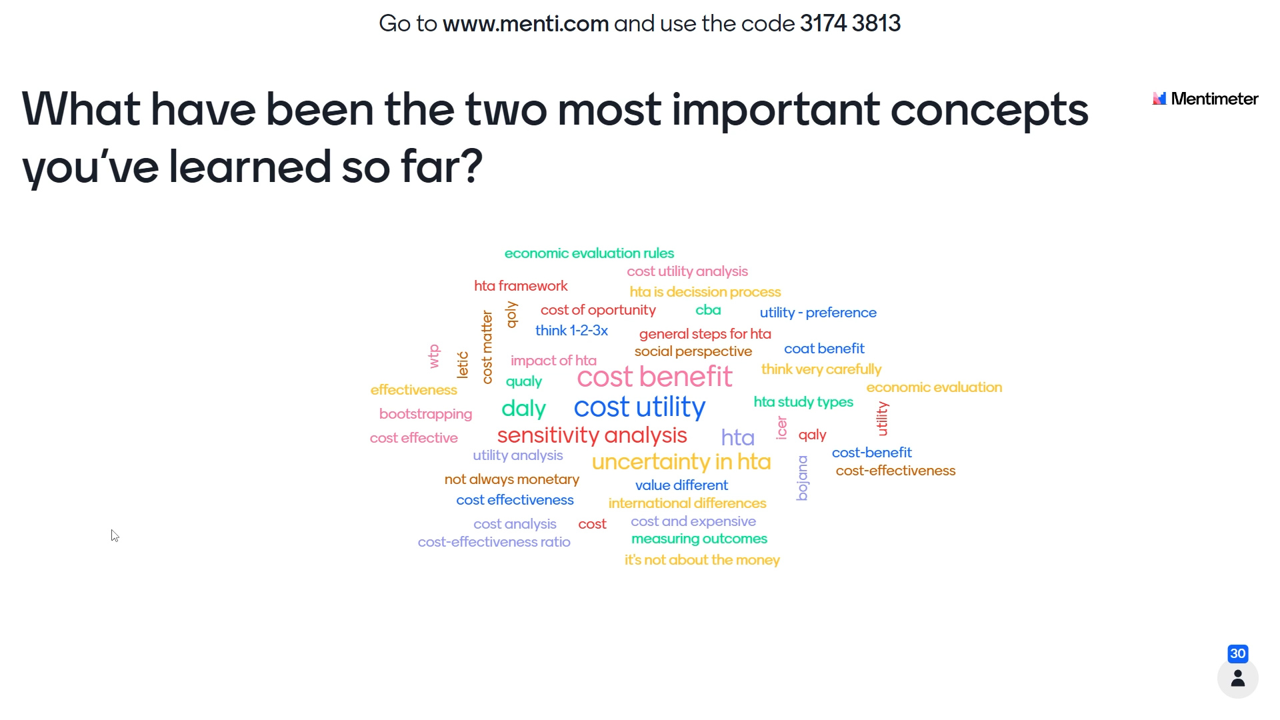 Go to www.menti.com and use the code 3174 3813
What have been the two most important concepts
you've learned so far?
Mentimeter
economic evaluation rules
cost utility analysis
hta framework
hta is decission process
qoly
cost of oportunity
cba
utility - preference
think 1-2-3x
general steps for hta
wtp
letić
cost matter
impact of hta
social perspective
coat benefit
think very carefully
effectiveness
qualy
cost benefit
economic evaluation
bootstrapping
daly
cost utility
hta study types
utility
cost effective
sensitivity analysis
hta
icer
qaly
utility analysis
uncertainty in hta
cost-benefit
bojana
cost-effectiveness
not always monetary
value different
cost effectiveness
international differences
cost analysis
cost
cost and expensive
cost-effectiveness ratio
measuring outcomes
it's not about the money
30